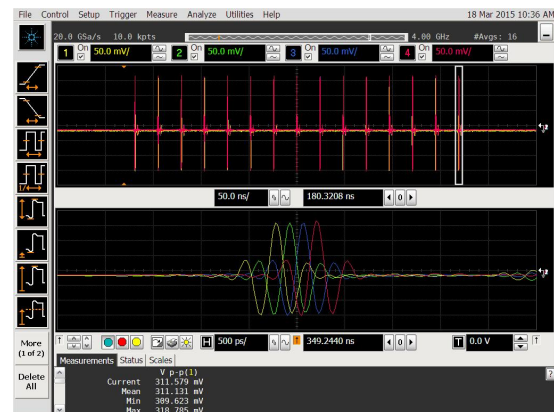 File Control Setup Trigger Measure Analyze Utilities Help 18 Mar 2015 10:36 AM
20.0 GSa/s 10.0 kpts 4.00 GHz #Avgs: 16
1 On 50.0 mV/ 2 On 50.0 mV/ 3 On 50.0 mV/ 4 On 50.0 mV/
50.0 ns/ 180.3208 ns 0
H 500 ps/ 349.2440 ns 0 T 0.0 V
More
(1 of 2)
Delete
All
Measurements Status Scales
V p-p(1)
Current 311.579 mV
Mean 311.131 mV
Min 309.623 mV
Max 318.785 mV